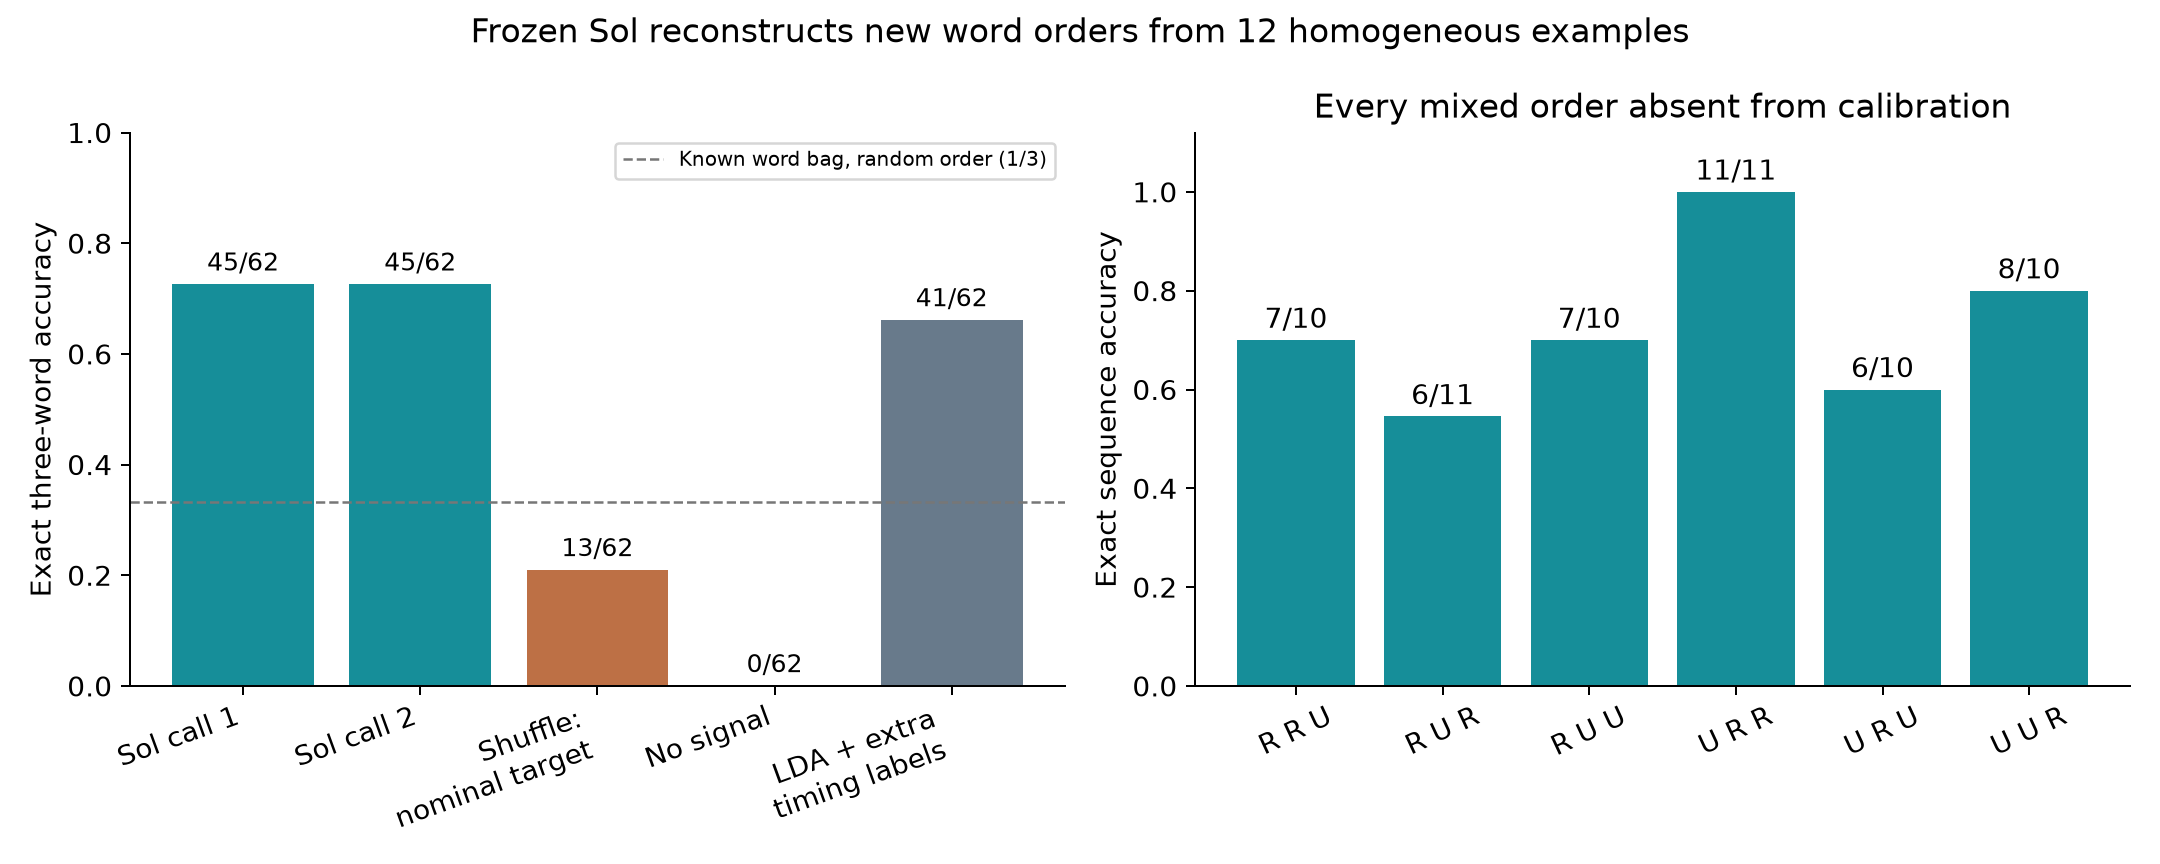 Frozen Sol reconstructs new word orders from 12 homogeneous examples
Exact three-word accuracy
1.0
0.8
0.6
0.4
0.2
0.0
Known word bag, random order (1/3)
45/62
45/62
13/62
0/62
41/62
Sol call 1
Sol call 2
Shuffle:
nominal target
No signal
LDA + extra
timing labels
Every mixed order absent from calibration
Exact sequence accuracy
1.0
0.8
0.6
0.4
0.2
0.0
7/10
6/11
7/10
11/11
6/10
8/10
R R U
R U R
R U U
U R R
U R U
U U R